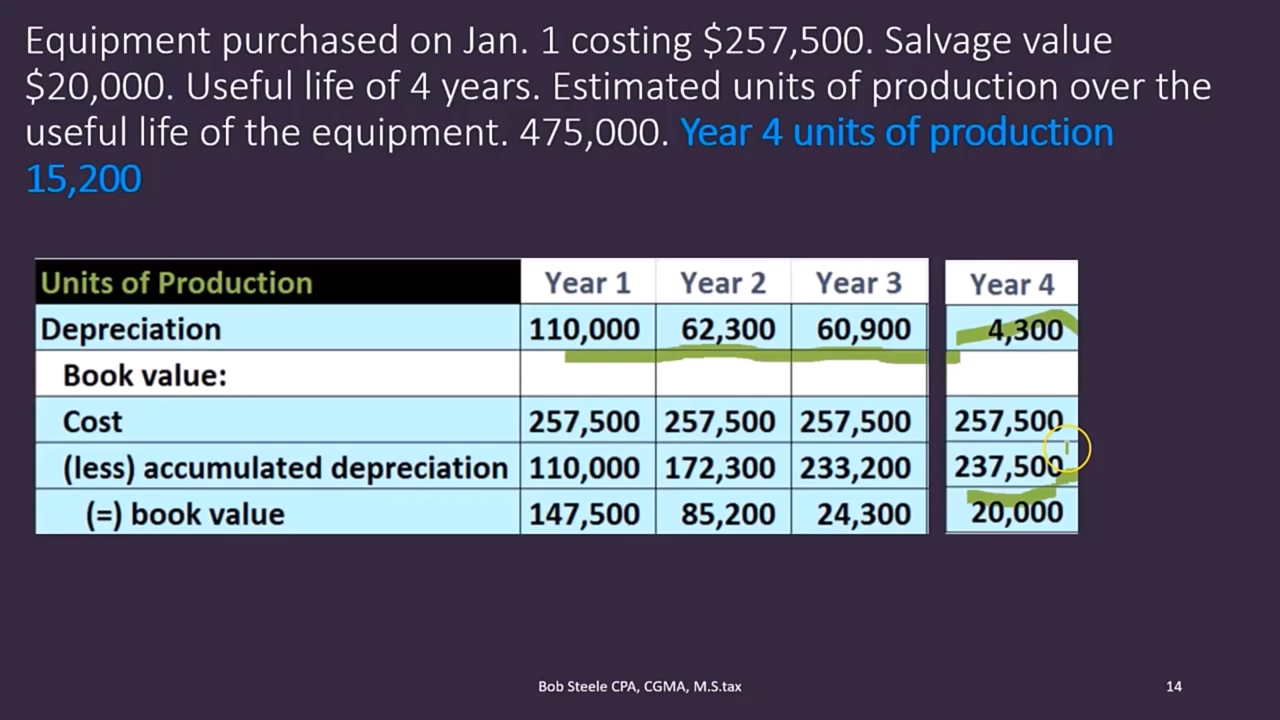 Equipment purchased on Jan. 1 costing $257,500. Salvage value
$20,000. Useful life of 4 years. Estimated units of production over the
useful life of the equipment. 475,000. Year 4 units of production
15,200
Units of Production Year 1 Year 2 Year 3 Year 4
Depreciation 110,000 62,300 60,900 4,300
Book value:
Cost 257,500 257,500 257,500 257,500
(less) accumulated depreciation 110,000 172,300 233,200 237,500
(=) book value 147,500 85,200 24,300 20,000
Bob Steele CPA, CGMA, M.S.tax 14